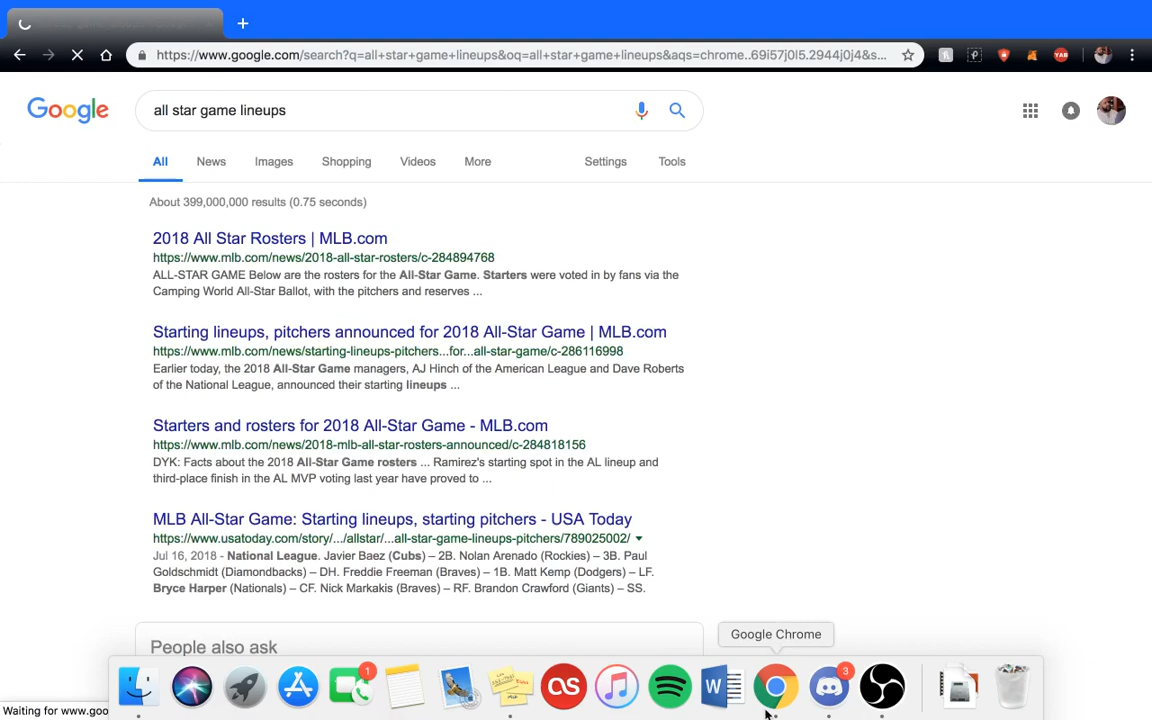 https://www.google.com/search?q=all+star+game+lineups&oq=all+star+game+lineups&aqs=chrome..69i57j0l5.2944j0j4&s...
YAB
Google
all star game lineups
All
News
Images
Shopping
Videos
More
Settings
Tools
About 399,000,000 results (0.75 seconds)
2018 All Star Rosters | MLB.com
https://www.mlb.com/news/2018-all-star-rosters/c-284894768
ALL-STAR GAME Below are the rosters for the All-Star Game. Starters were voted in by fans via the
Camping World All-Star Ballot, with the pitchers and reserves ...
Starting lineups, pitchers announced for 2018 All-Star Game | MLB.com
https://www.mlb.com/news/starting-lineups-pitchers...for...all-star-game/c-286116998
Earlier today, the 2018 All-Star Game managers, AJ Hinch of the American League and Dave Roberts
of the National League, announced their starting lineups ...
Starters and rosters for 2018 All-Star Game - MLB.com
https://www.mlb.com/news/2018-mlb-all-star-rosters-announced/c-284818156
DYK: Facts about the 2018 All-Star Game rosters ... Ramirez's starting spot in the AL lineup and
third-place finish in the AL MVP voting last year have proved to ...
MLB All-Star Game: Starting lineups, starting pitchers - USA Today
https://www.usatoday.com/story/.../allstar/...all-star-game-lineups-pitchers/789025002/
Jul 16, 2018 - National League. Javier Baez (Cubs) – 2B. Nolan Arenado (Rockies) – 3B. Paul
Goldschmidt (Diamondbacks) – DH. Freddie Freeman (Braves) – 1B. Matt Kemp (Dodgers) – LF.
Bryce Harper (Nationals) – CF. Nick Markakis (Braves) – RF. Brandon Crawford (Giants) – SS.
People also ask
Google Chrome
1
W
3
Waiting for www.goo